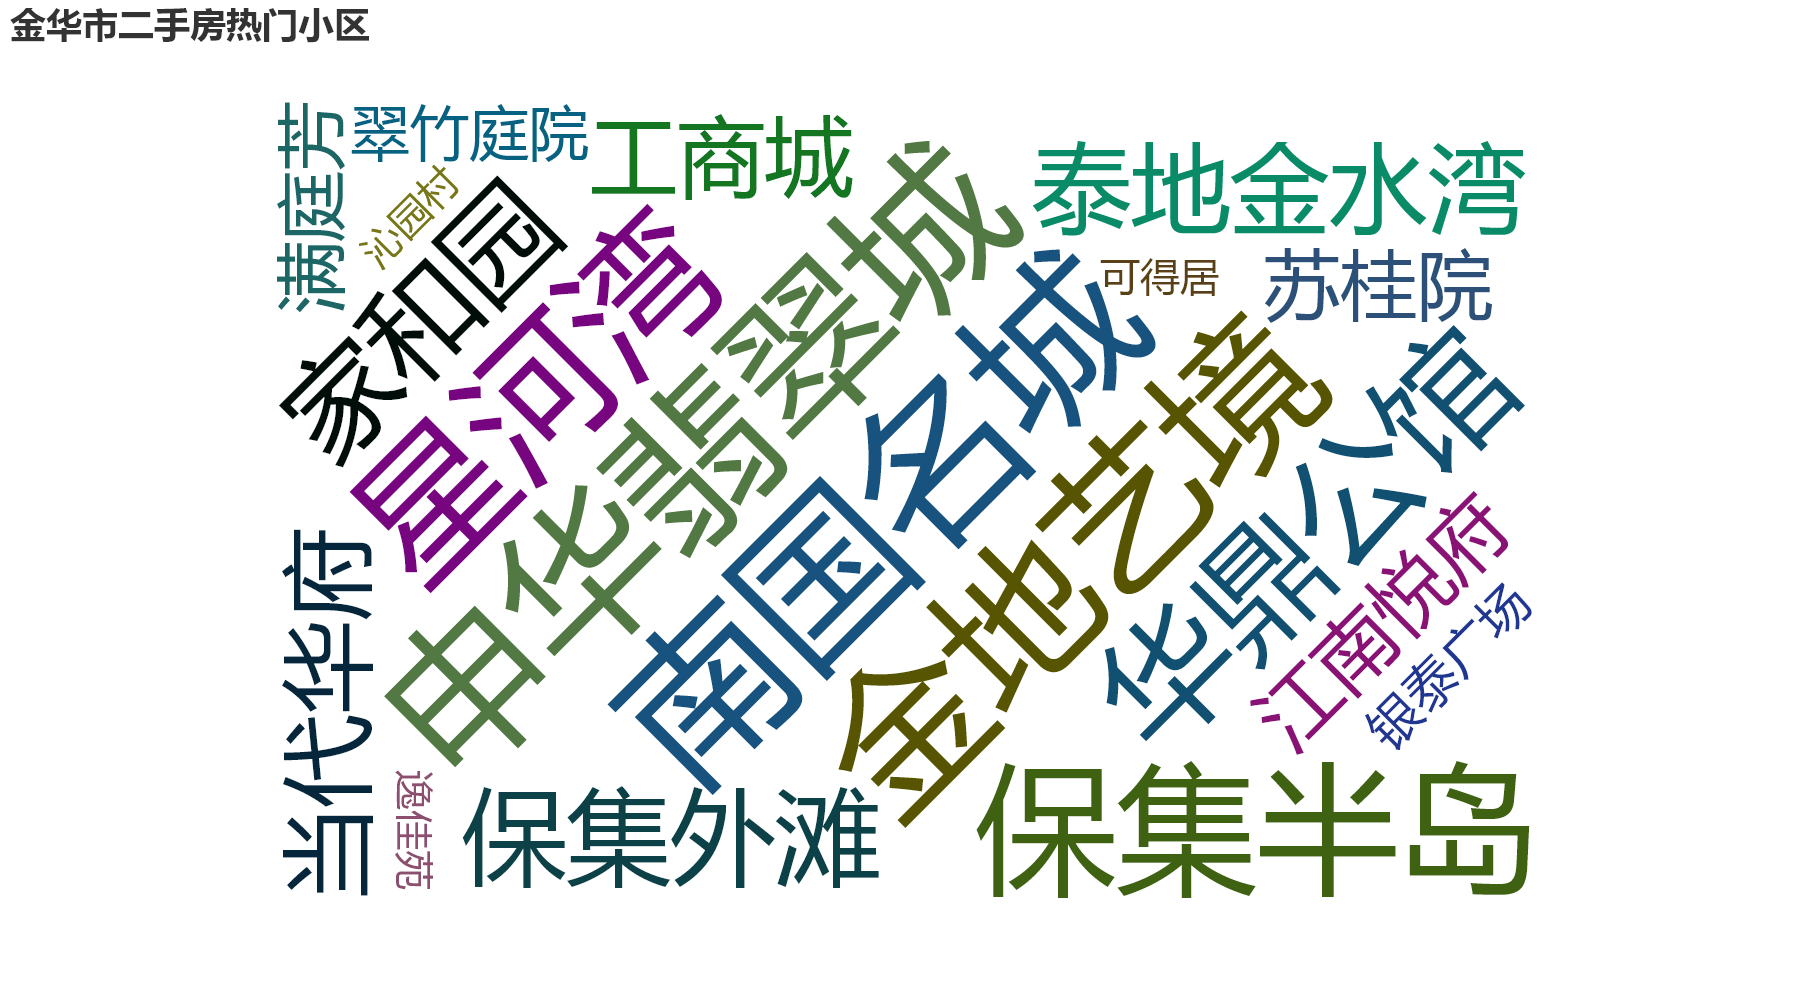 金华市二手房热门小区
满庭芳
翠竹庭院
工商城
泰地金水湾
沁园村
家和园
星河湾
申华翡翠城
南国名城
可得居
苏桂院
金地艺境
华鼎公馆
江南悦府
银泰广场
当代华府
逸佳苑
保集外滩
保集半岛